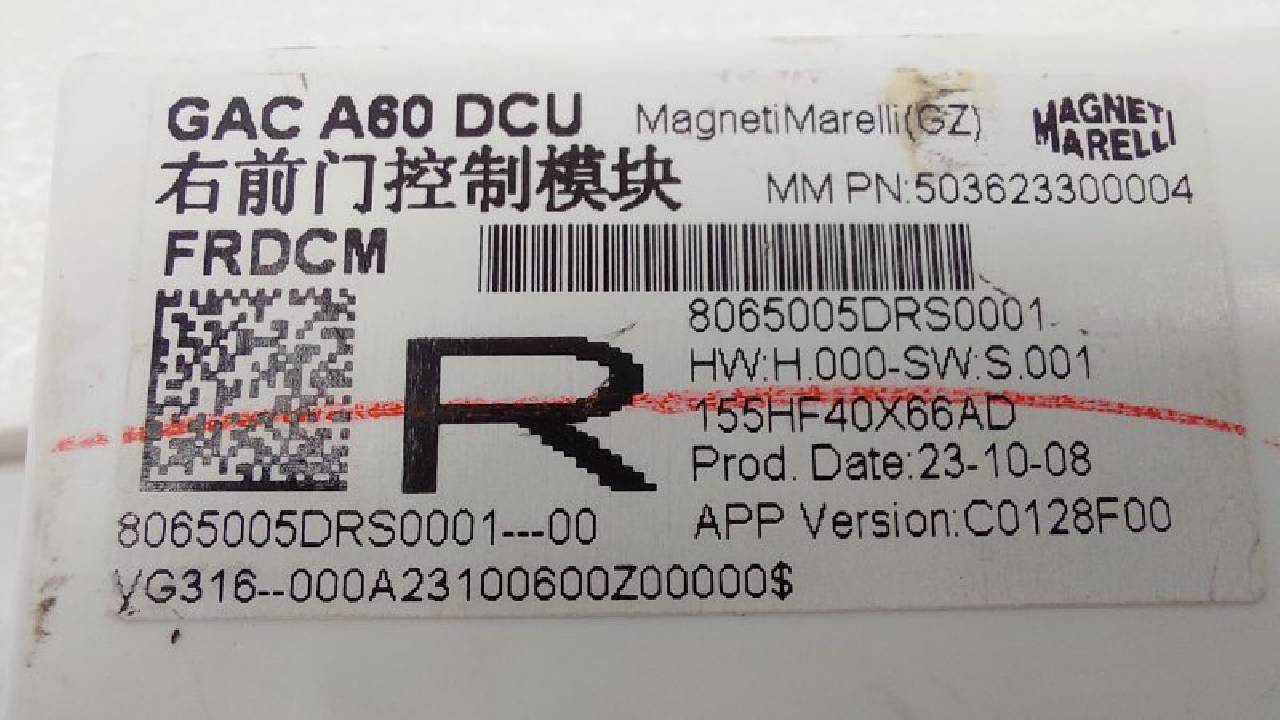 GAC A60 DCU MagnetiMarelli(GZ) MAGNETI MARELLI
右前门控制模块 MM PN:503623300004
FRDCM
8065005DRS0001
R HW:H.000-SW:S.001
155HF40X66AD
Prod. Date:23-10-08
8065005DRS0001---00 APP Version:C0128F00
VG316--000A23100600Z00000$